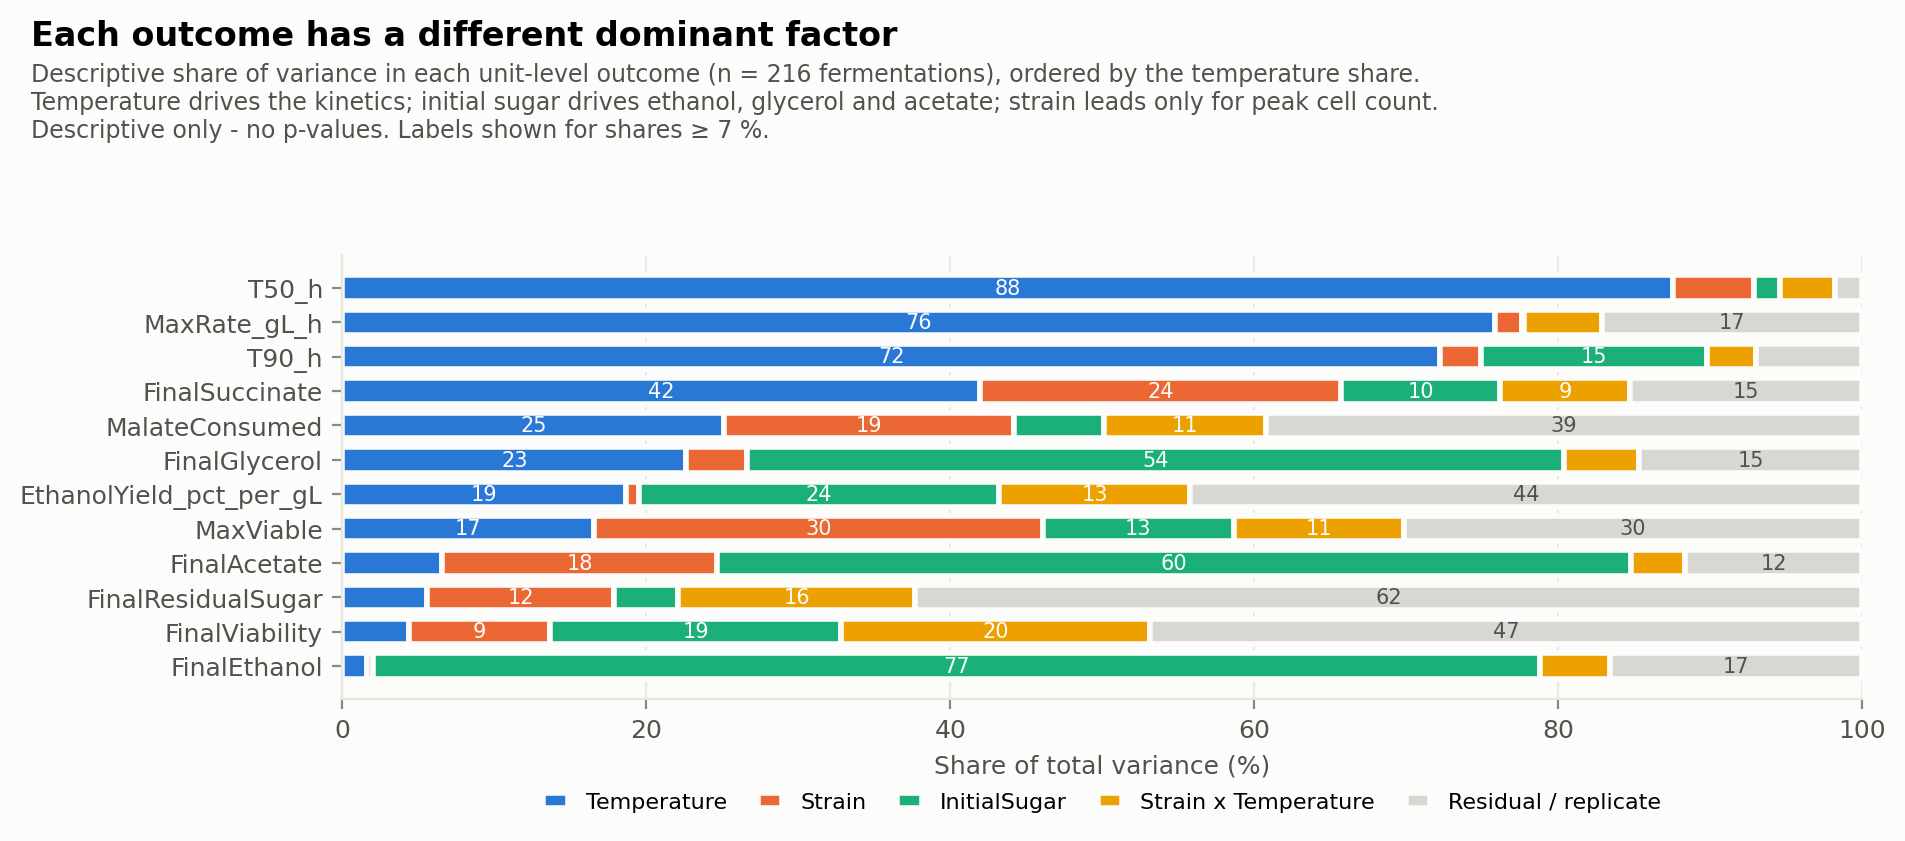 Each outcome has a different dominant factor
Descriptive share of variance in each unit-level outcome (n = 216 fermentations), ordered by the temperature share.
Temperature drives the kinetics; initial sugar drives ethanol, glycerol and acetate; strain leads only for peak cell count.
Descriptive only - no p-values. Labels shown for shares ≥ 7 %.
T50_h 88
MaxRate_gL_h 76 17
T90_h 72 15
FinalSuccinate 42 24 10 9 15
MalateConsumed 25 19 11 39
FinalGlycerol 23 54 15
EthanolYield_pct_per_gL 19 24 13 44
MaxViable 17 30 13 11 30
FinalAcetate 18 60 12
FinalResidualSugar 12 16 62
FinalViability 9 19 20 47
FinalEthanol 77 17
0 20 40 60 80 100
Share of total variance (%)
Temperature Strain InitialSugar Strain x Temperature Residual / replicate